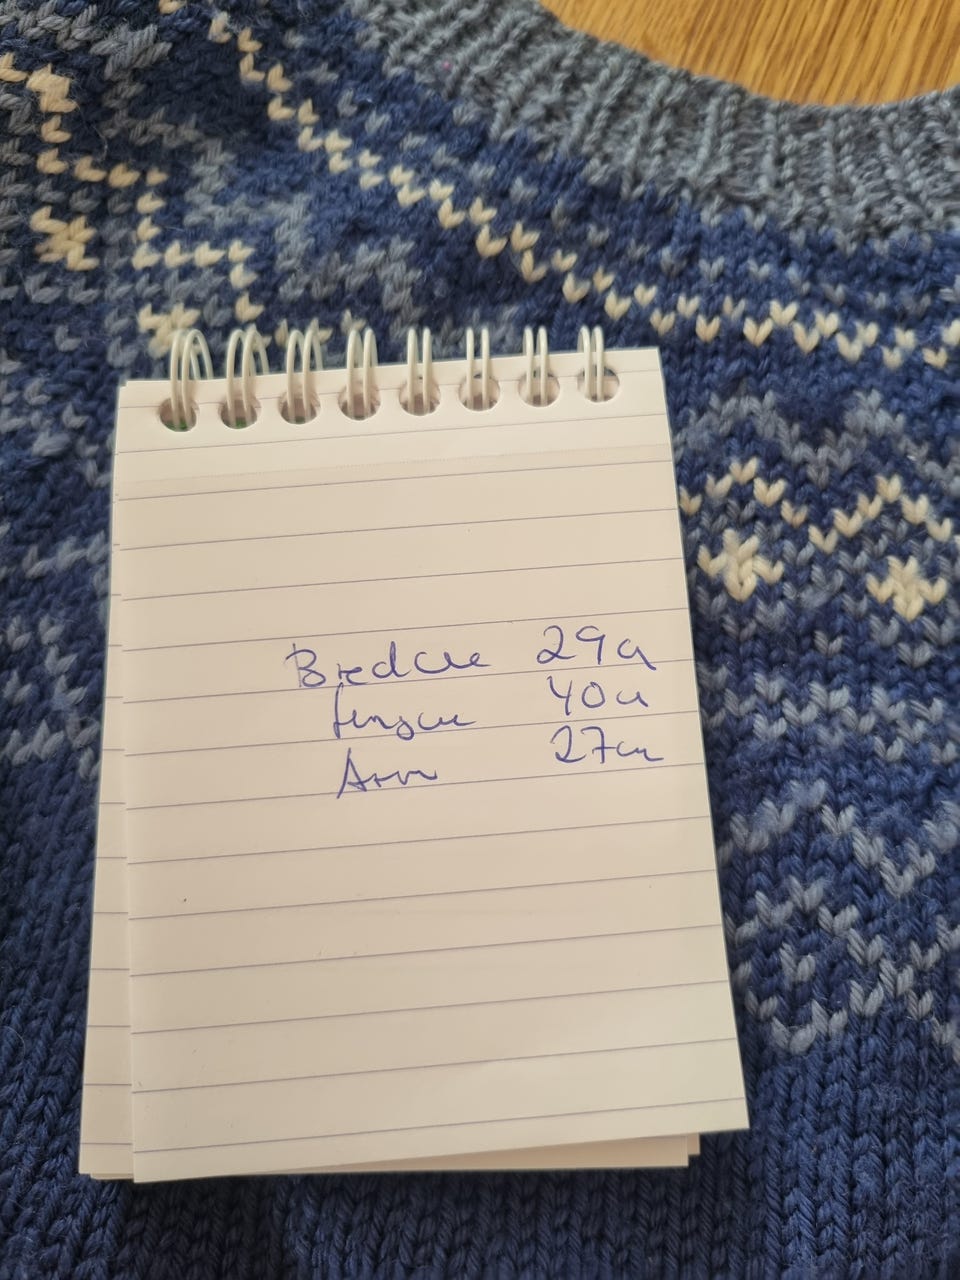 Bredde 29cm
lengde 40cm
Arm 27cm